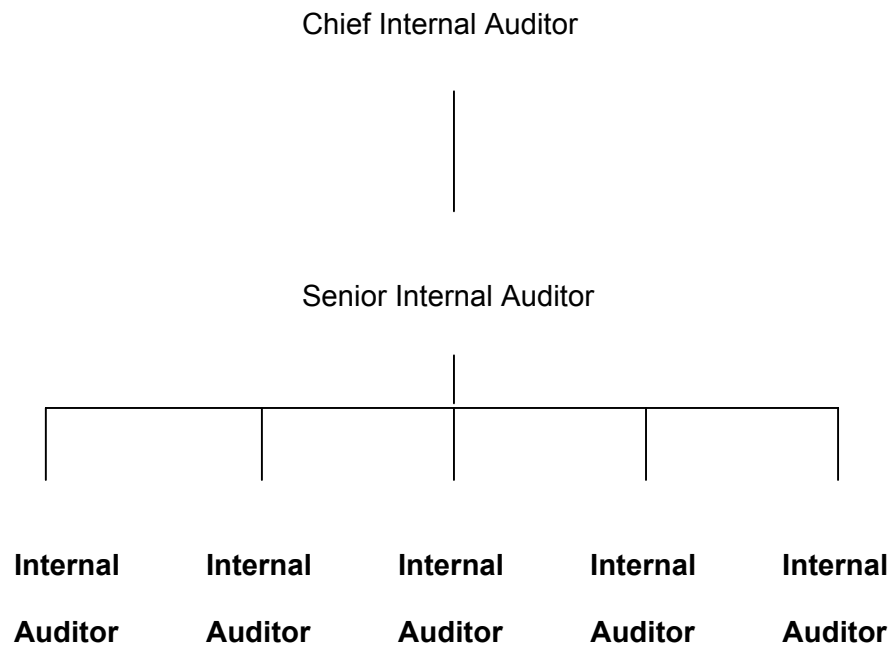 Chief Internal Auditor
Senior Internal Auditor
Internal Internal Internal Internal Internal
Auditor Auditor Auditor Auditor Auditor